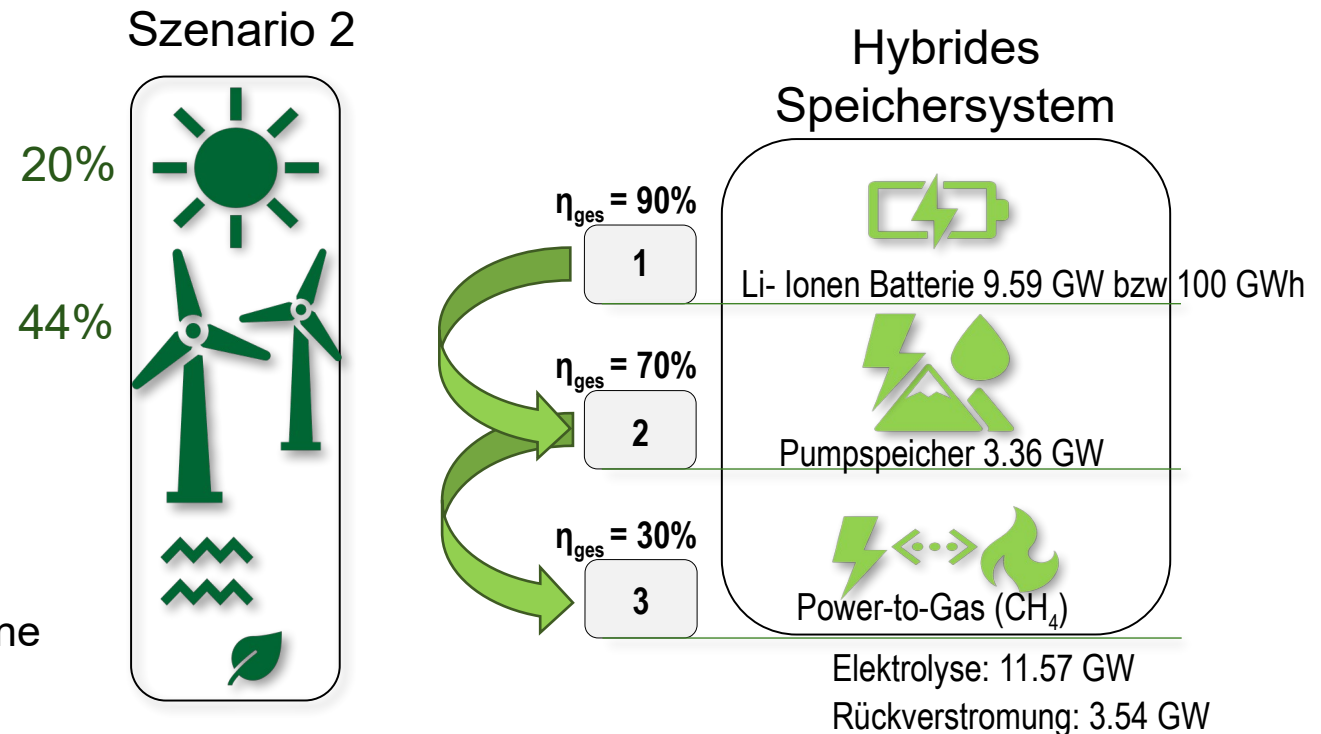 Szenario 2
20%
44%
ne
Hybrides
Speichersystem
ηges = 90%
1
Li- Ionen Batterie 9.59 GW bzw 100 GWh
ηges = 70%
2
Pumpspeicher 3.36 GW
ηges = 30%
3
Power-to-Gas (CH₄)
Elektrolyse: 11.57 GW
Rückverstromung: 3.54 GW